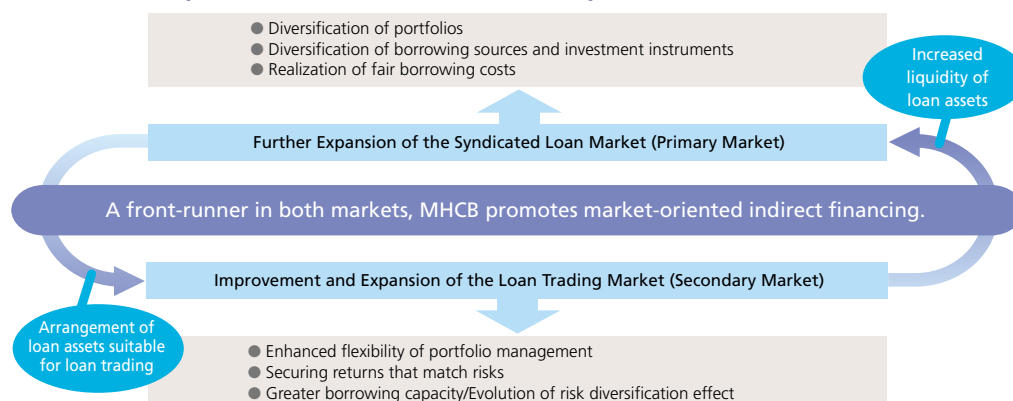 ● Diversification of portfolios
● Diversification of borrowing sources and investment instruments
● Realization of fair borrowing costs
Increased
liquidity of
loan assets
Further Expansion of the Syndicated Loan Market (Primary Market)
A front-runner in both markets, MHCB promotes market-oriented indirect financing.
Improvement and Expansion of the Loan Trading Market (Secondary Market)
Arrangement of
loan assets suitable
for loan trading
● Enhanced flexibility of portfolio management
● Securing returns that match risks
● Greater borrowing capacity/Evolution of risk diversification effect